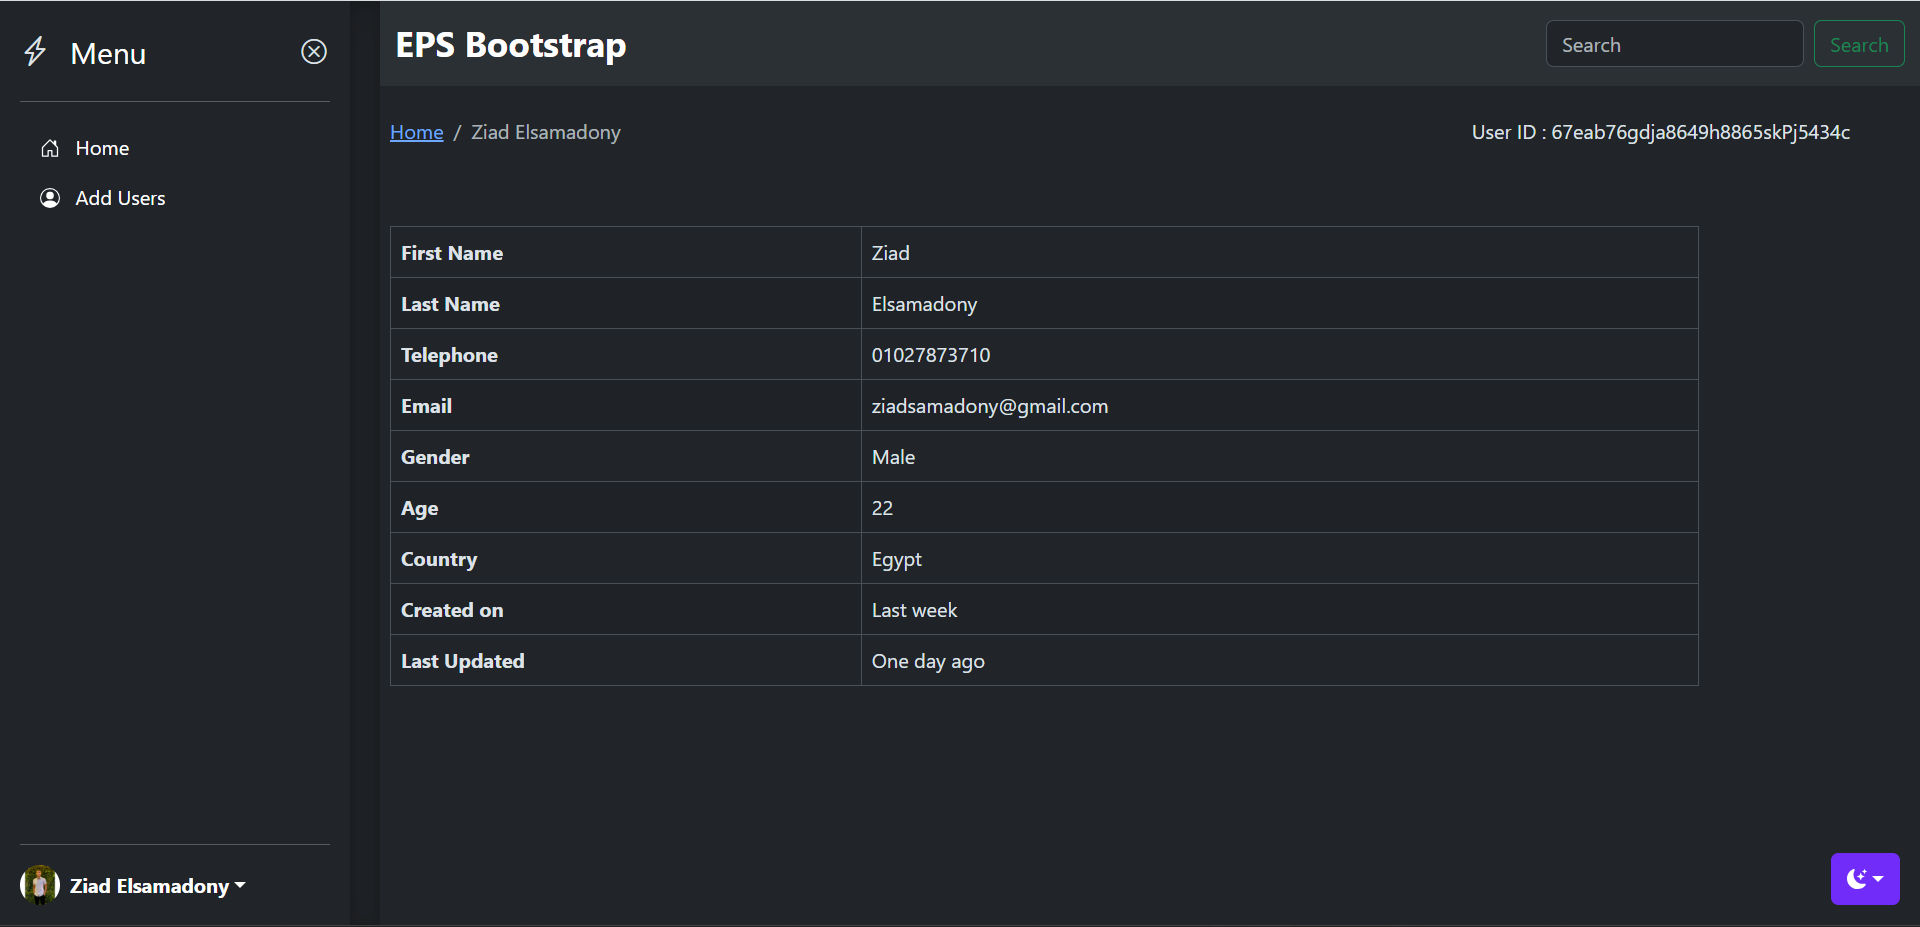 Menu
Home
Add Users
Ziad Elsamadony
EPS Bootstrap
Search Search
Home / Ziad Elsamadony
User ID : 67eab76gdja8649h8865skPj5434c
First Name Ziad
Last Name Elsamadony
Telephone 01027873710
Email ziadsamadony@gmail.com
Gender Male
Age 22
Country Egypt
Created on Last week
Last Updated One day ago